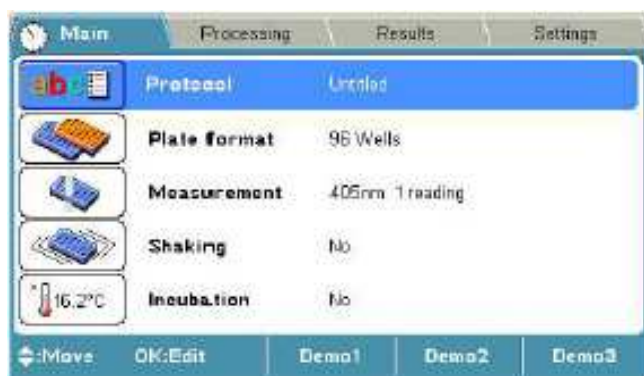 Main Processing Results Settings
abc Protocol Untitled
Plate format 96 Wells
Measurement 405nm 1 reading
Shaking No
16.2°C Incubation No
:Move OK:Edit Demo1 Demo2 Demo3